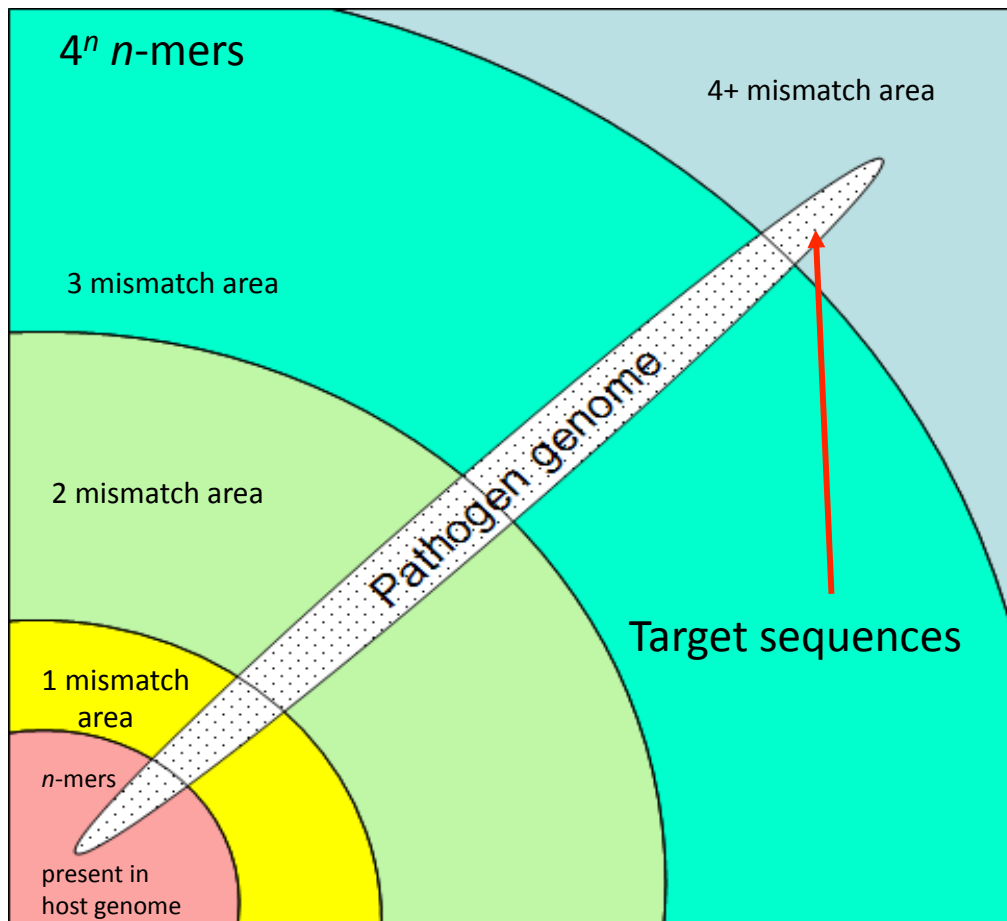 4ⁿ n-mers
4+ mismatch area
3 mismatch area
Pathogen genome
2 mismatch area
Target sequences
1 mismatch
area
n-mers
present in
host genome